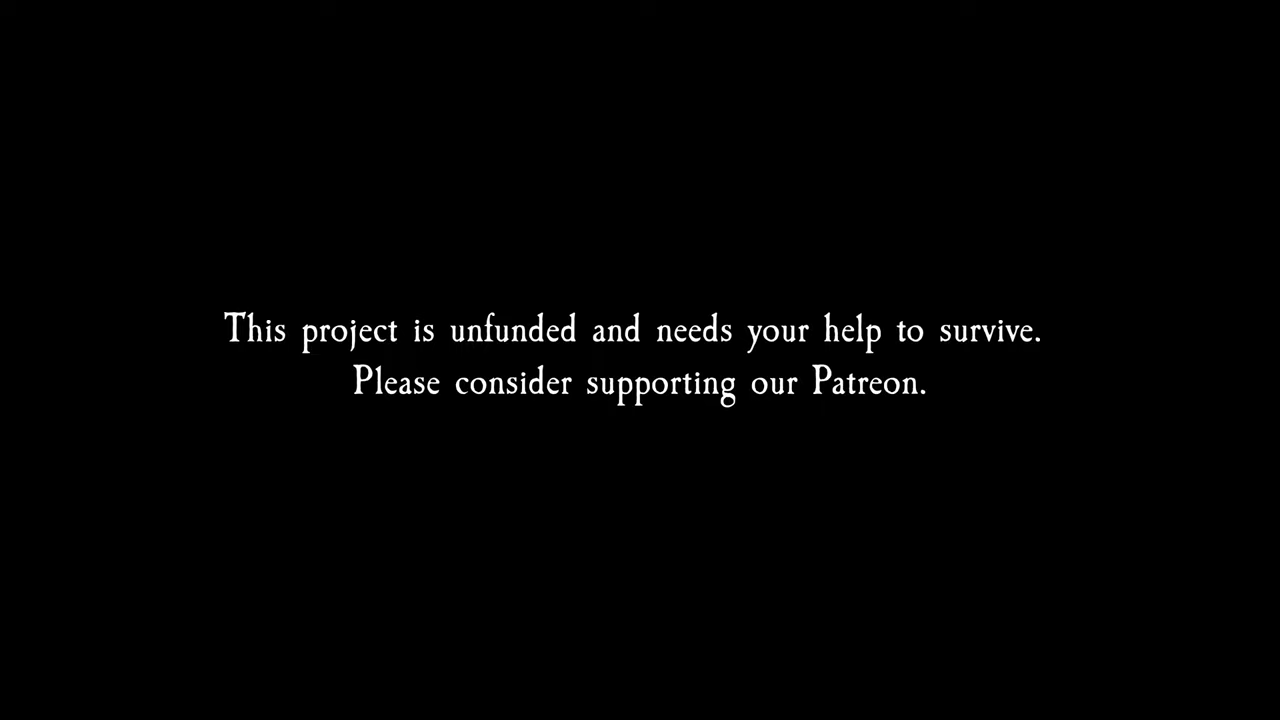 This project is unfunded and needs your help to survive.
Please consider supporting our Patreon.